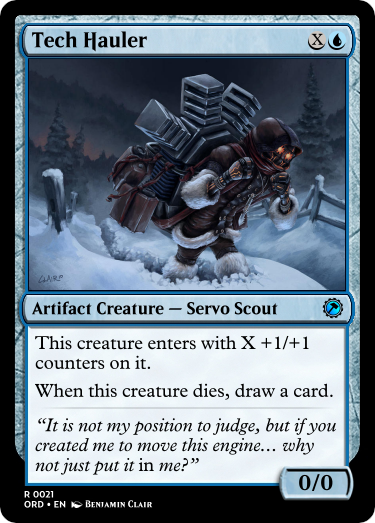 Tech Hauler
X
CLAIR
Artifact Creature — Servo Scout
This creature enters with X +1/+1
counters on it.
When this creature dies, draw a card.
“It is not my position to judge, but if you
created me to move this engine… why
not just put it in me?”
0/0
R 0021
ORD • EN Benjamin Clair